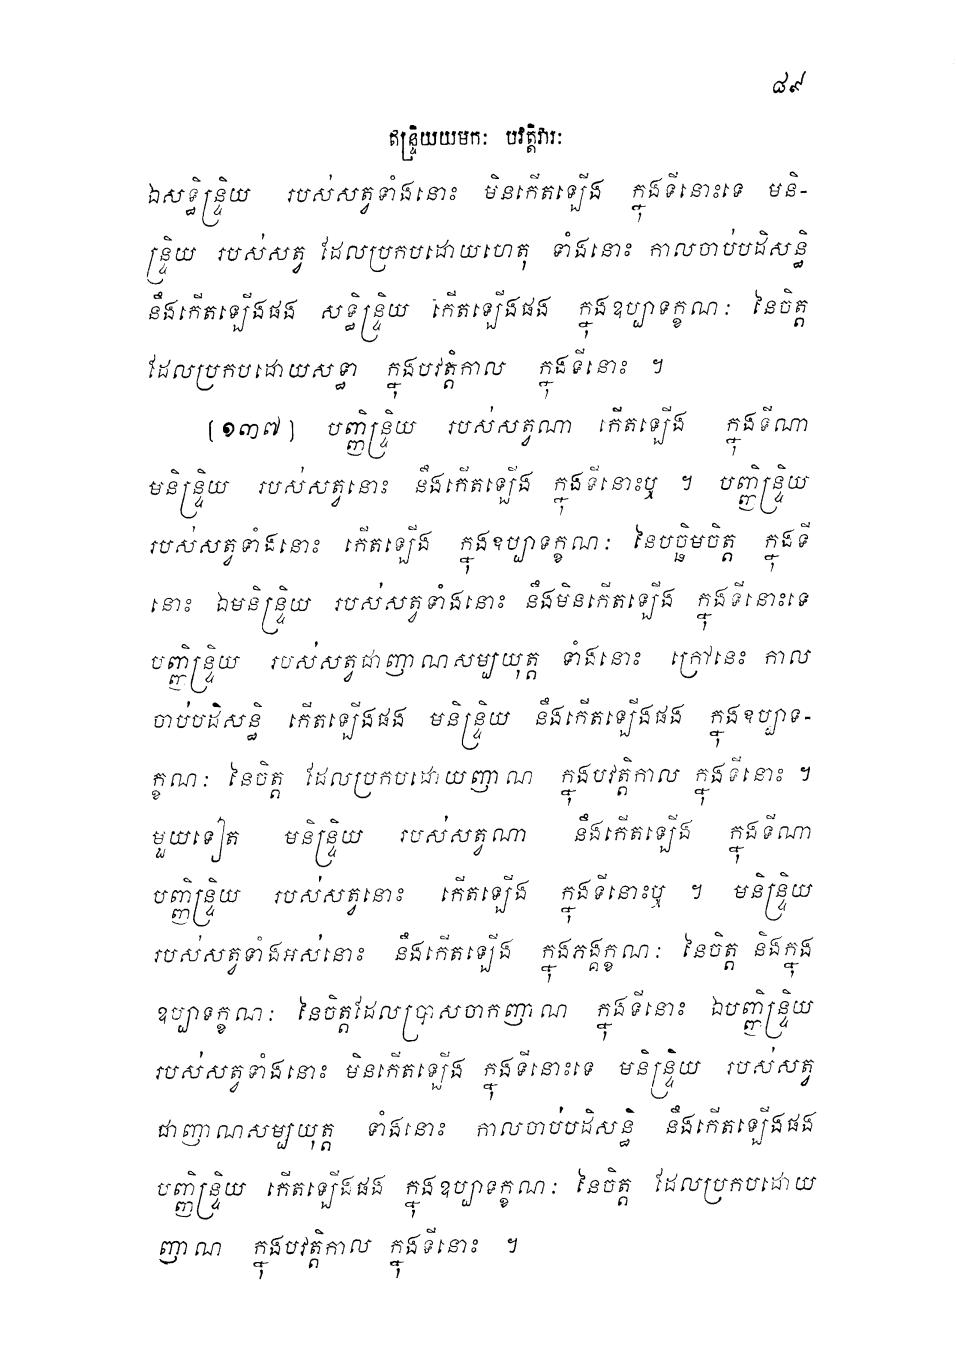 ៨៩
ឥន្ទ្រិយយមកៈ បវត្តិវារៈ
ឯសទ្ធិន្ទ្រិយ របស់សត្វទាំងនោះ មិនកើតឡើង ក្នុងទីនោះទេ មនិ-
ន្ទ្រិយ របស់សត្វ ដែលប្រកបដោយហេតុ ទាំងនោះ កាលចាប់បដិសន្ធិ
នឹងកើតឡើងផង សទ្ធិន្ទ្រិយ កើតឡើងផង ក្នុងឧប្បាទក្ខណៈ នៃចិត្ត
ដែលប្រកបដោយសទ្ធា ក្នុងបវត្តិកាល ក្នុងទីនោះ ។
(១៣៧) បញ្ញិន្ទ្រិយ របស់សត្វណា កើតឡើង ក្នុងទីណា
មនិន្ទ្រិយ របស់សត្វនោះ នឹងកើតឡើង ក្នុងទីនោះឬ ។ បញ្ញិន្ទ្រិយ
របស់សត្វទាំងនោះ កើតឡើង ក្នុងឧប្បាទក្ខណៈ នៃបច្ឆិមចិត្ត ក្នុងទី
នោះ ឯមនិន្ទ្រិយ របស់សត្វទាំងនោះ នឹងមិនកើតឡើង ក្នុងទីនោះទេ
បញ្ញិន្ទ្រិយ របស់សត្វជាញាណសម្បយុត្ត ទាំងនោះ ក្រៅនេះ កាល
ចាប់បដិសន្ធិ កើតឡើងផង មនិន្ទ្រិយ នឹងកើតឡើងផង ក្នុងឧប្បាទ-
ក្ខណៈ នៃចិត្ត ដែលប្រកបដោយញាណ ក្នុងបវត្តិកាល ក្នុងទីនោះ ។
មួយទៀត មនិន្ទ្រិយ របស់សត្វណា នឹងកើតឡើង ក្នុងទីណា
បញ្ញិន្ទ្រិយ របស់សត្វនោះ កើតឡើង ក្នុងទីនោះឬ ។ មនិន្ទ្រិយ
របស់សត្វទាំងអស់នោះ នឹងកើតឡើង ក្នុងភង្គក្ខណៈ នៃចិត្ត និងក្នុង
ឧប្បាទក្ខណៈ នៃចិត្តដែលប្រាសចាកញាណ ក្នុងទីនោះ ឯបញ្ញិន្ទ្រិយ
របស់សត្វទាំងនោះ មិនកើតឡើង ក្នុងទីនោះទេ មនិន្ទ្រិយ របស់សត្វ
ជាញាណសម្បយុត្ត ទាំងនោះ កាលចាប់បដិសន្ធិ នឹងកើតឡើងផង
បញ្ញិន្ទ្រិយ កើតឡើងផង ក្នុងឧប្បាទក្ខណៈ នៃចិត្ត ដែលប្រកបដោយ
ញាណ ក្នុងបវត្តិកាល ក្នុងទីនោះ ។